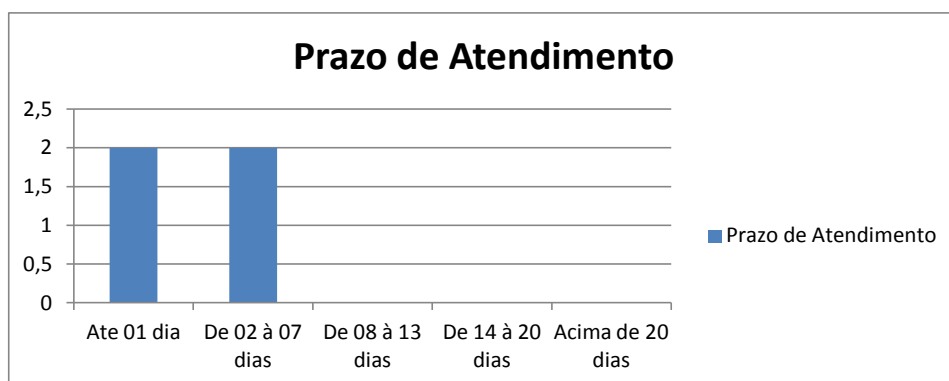 Prazo de Atendimento
2,5
2
1,5
1
0,5
0
Ate 01 dia
De 02 à 07
dias
De 08 à 13
dias
De 14 à 20
dias
Acima de 20
dias
Prazo de Atendimento